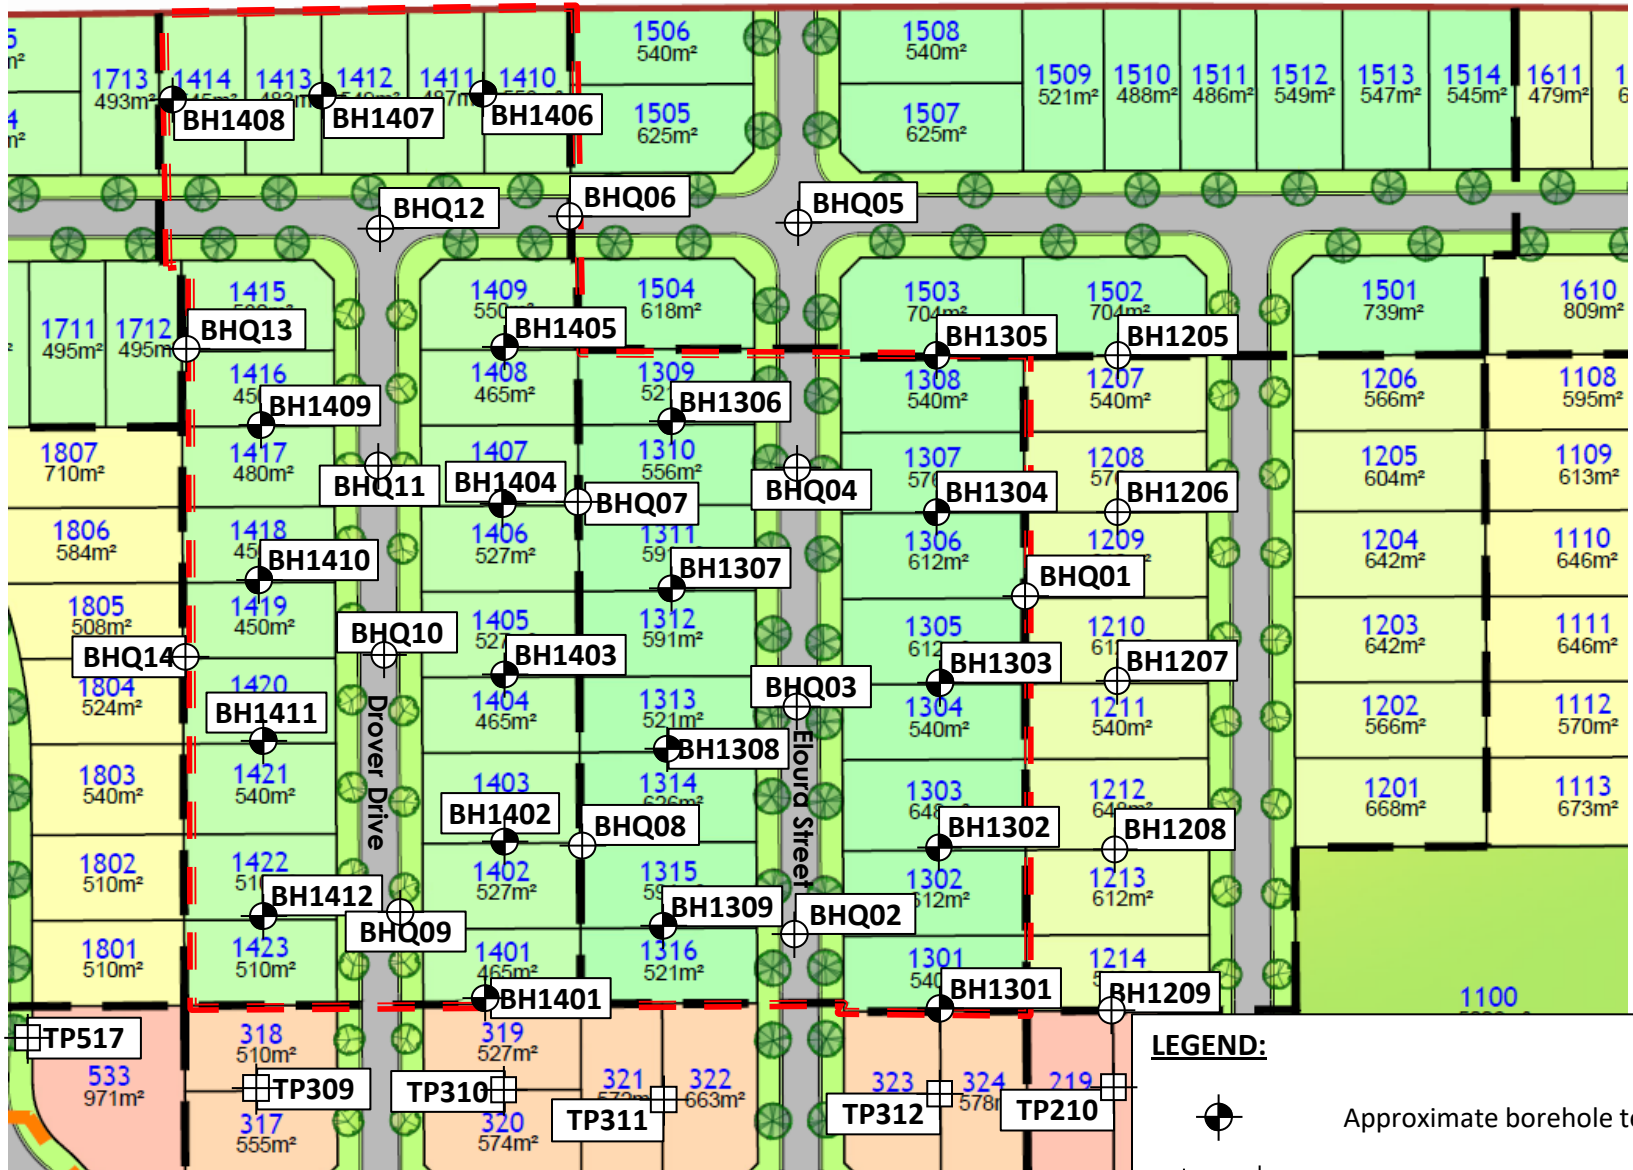 1713
493m²
1414
1413
1412
1411
1410
BH1408
BH1407
BH1406
1506
540m²
1505
625m²
1508
540m²
1507
625m²
1509
521m²
1510
488m²
1511
486m²
1512
549m²
1513
547m²
1514
545m²
1611
479m²
BHQ12
BHQ06
BHQ05
1711
495m²
1712
495m
1415
BHQ13
1416
BH1409
1417
480m²
BHQ11
1418
BH1410
1419
450m²
BHQ14
1420
BH1411
1421
540m²
1422
BH1412
1423
510m²
1807
710m²
1806
584m²
1805
508m²
1804
524m²
1803
540m²
1802
510m²
1801
510m²
BHQ10
Drover Drive
BHQ09
1409
BH1405
1408
465m²
1407
BH1404
1406
527m²
1405
BH1403
1404
465m²
1403
BH1402
1402
527m²
1401
465m²
BH1401
1504
618m²
1309
BH1306
1310
556m²
BHQ07
1311
BH1307
1312
591m²
1313
521m²
BH1308
1314
626m²
BHQ08
1315
BH1309
1316
521m²
BHQ04
BHQ03
Eloura Street
BHQ02
1503
704m²
BH1305
1308
540m²
1307
BH1304
1306
612m²
1305
BH1303
1304
540m²
1303
BH1302
1302
612m²
1301
BH1301
BHQ01
1502
704m²
BH1205
1207
540m²
1208
BH1206
1209
1210
BH1207
1211
540m²
1212
BH1208
1213
612m²
1214
BH1209
1501
739m²
1206
566m²
1205
604m²
1204
642m²
1203
642m²
1202
566m²
1201
668m²
1610
809m²
1108
595m²
1109
613m²
1110
646m²
1111
646m²
1112
570m²
1113
673m²
1100
TP517
533
971m²
318
510m²
TP309
317
555m²
319
527m²
TP310
320
574m²
321
TP311
322
663m²
323
TP312
324
219
TP210
LEGEND:
Approximate borehole